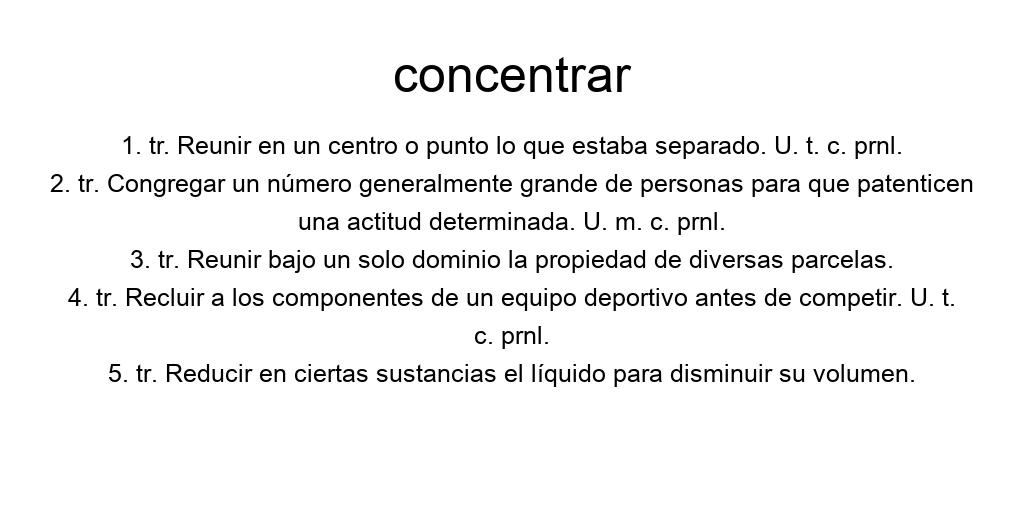 concentrar
1. tr. Reunir en un centro o punto lo que estaba separado. U. t. c. prnl.
2. tr. Congregar un número generalmente grande de personas para que patenticen
una actitud determinada. U. m. c. prnl.
3. tr. Reunir bajo un solo dominio la propiedad de diversas parcelas.
4. tr. Recluir a los componentes de un equipo deportivo antes de competir. U. t.
c. prnl.
5. tr. Reducir en ciertas sustancias el líquido para disminuir su volumen.